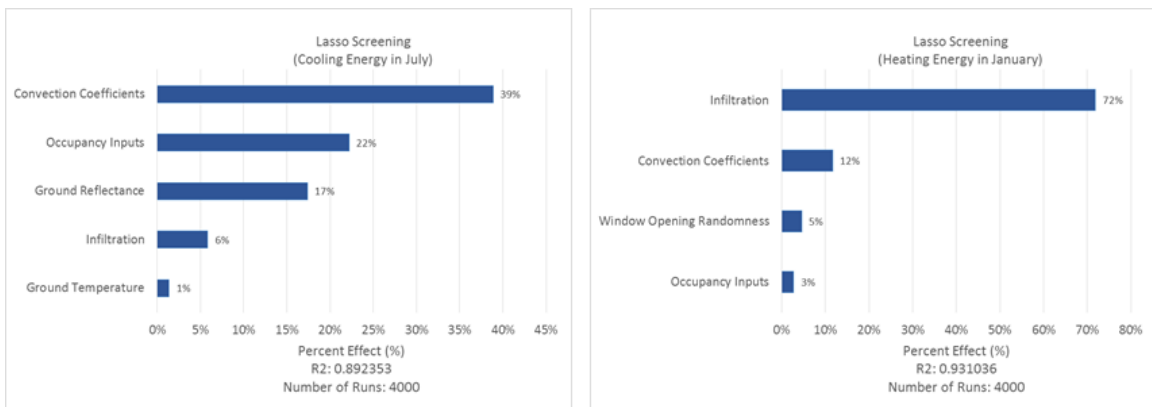 Lasso Screening
(Cooling Energy in July)
Convection Coefficients
39%
Occupancy Inputs
22%
Ground Reflectance
17%
Infiltration
6%
Ground Temperature
1%
0% 5% 10% 15% 20% 25% 30% 35% 40% 45%
Percent Effect (%)
R2: 0.892353
Number of Runs: 4000
Lasso Screening
(Heating Energy in January)
Infiltration
72%
Convection Coefficients
12%
Window Opening Randomness
5%
Occupancy Inputs
3%
0% 10% 20% 30% 40% 50% 60% 70% 80%
Percent Effect (%)
R2: 0.931036
Number of Runs: 4000